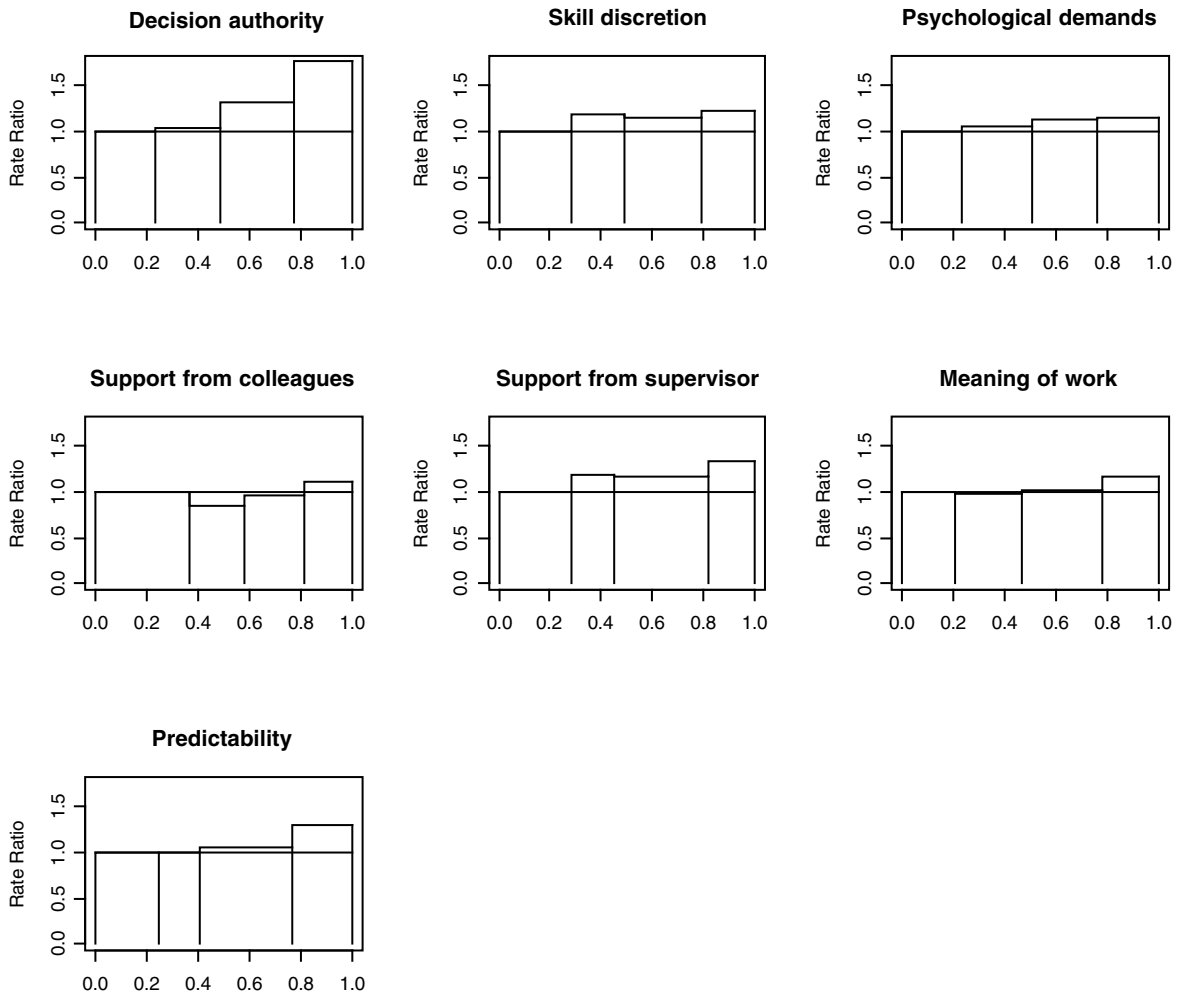 Decision authority
Rate Ratio
1.5
1.0
0.5
0.0
0.0 0.2 0.4 0.6 0.8 1.0
Skill discretion
Rate Ratio
1.5
1.0
0.5
0.0
0.0 0.2 0.4 0.6 0.8 1.0
Psychological demands
Rate Ratio
1.5
1.0
0.5
0.0
0.0 0.2 0.4 0.6 0.8 1.0
Support from colleagues
Rate Ratio
1.5
1.0
0.5
0.0
0.0 0.2 0.4 0.6 0.8 1.0
Support from supervisor
Rate Ratio
1.5
1.0
0.5
0.0
0.0 0.2 0.4 0.6 0.8 1.0
Meaning of work
Rate Ratio
1.5
1.0
0.5
0.0
0.0 0.2 0.4 0.6 0.8 1.0
Predictability
Rate Ratio
1.5
1.0
0.5
0.0
0.0 0.2 0.4 0.6 0.8 1.0